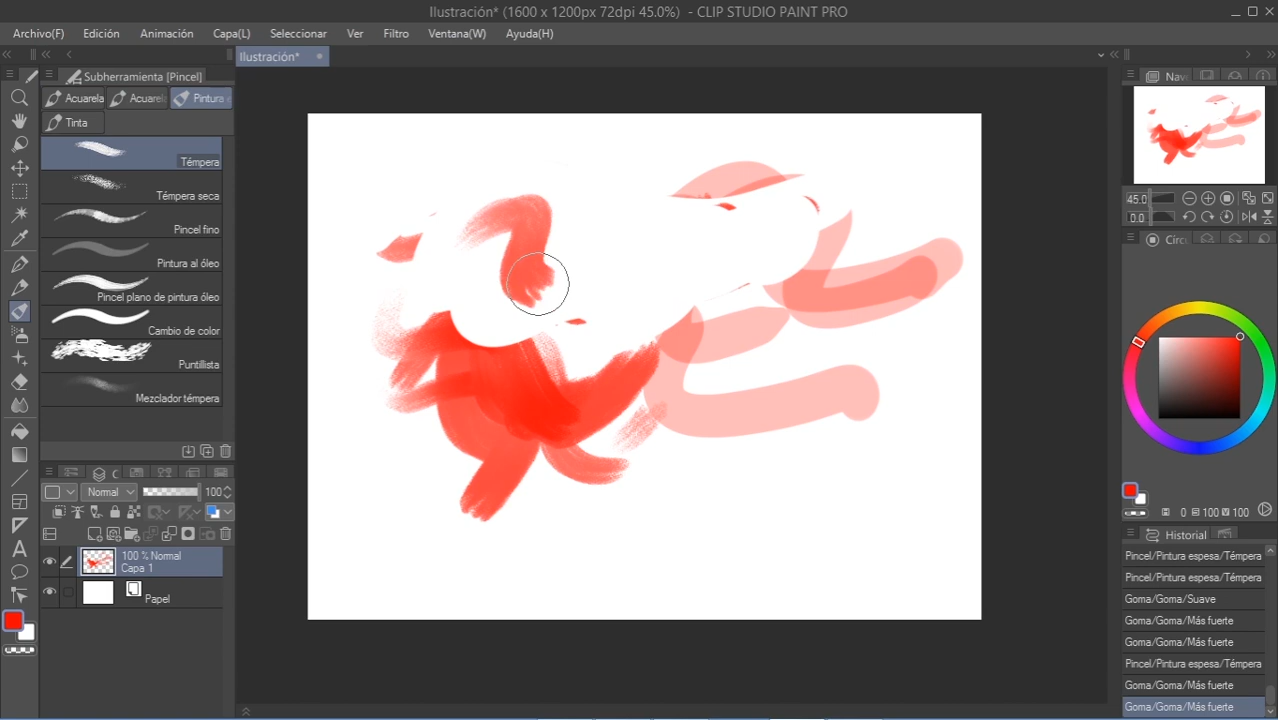 Ilustración* (1600 x 1200px 72dpi 45.0%) - CLIP STUDIO PAINT PRO
Archivo(F) Edición Animación Capa(L) Seleccionar Ver Filtro Ventana(W) Ayuda(H)
Ilustración*
Subherramienta [Pincel]
Acuarela Acuarel Pintura
Tinta
Témpera
Témpera seca
Pincel fino
Pintura al óleo
Pincel plano de pintura óleo
Cambio de color
Puntillista
Mezclador témpera
Normal 100
100 % Normal
Capa 1
Papel
Nav
45.0
0.0
Círc
0 100 100
Historial
Pincel/Pintura espesa/Témpera
Pincel/Pintura espesa/Témpera
Goma/Goma/Suave
Goma/Goma/Más fuerte
Goma/Goma/Más fuerte
Pincel/Pintura espesa/Témpera
Goma/Goma/Más fuerte
Goma/Goma/Más fuerte